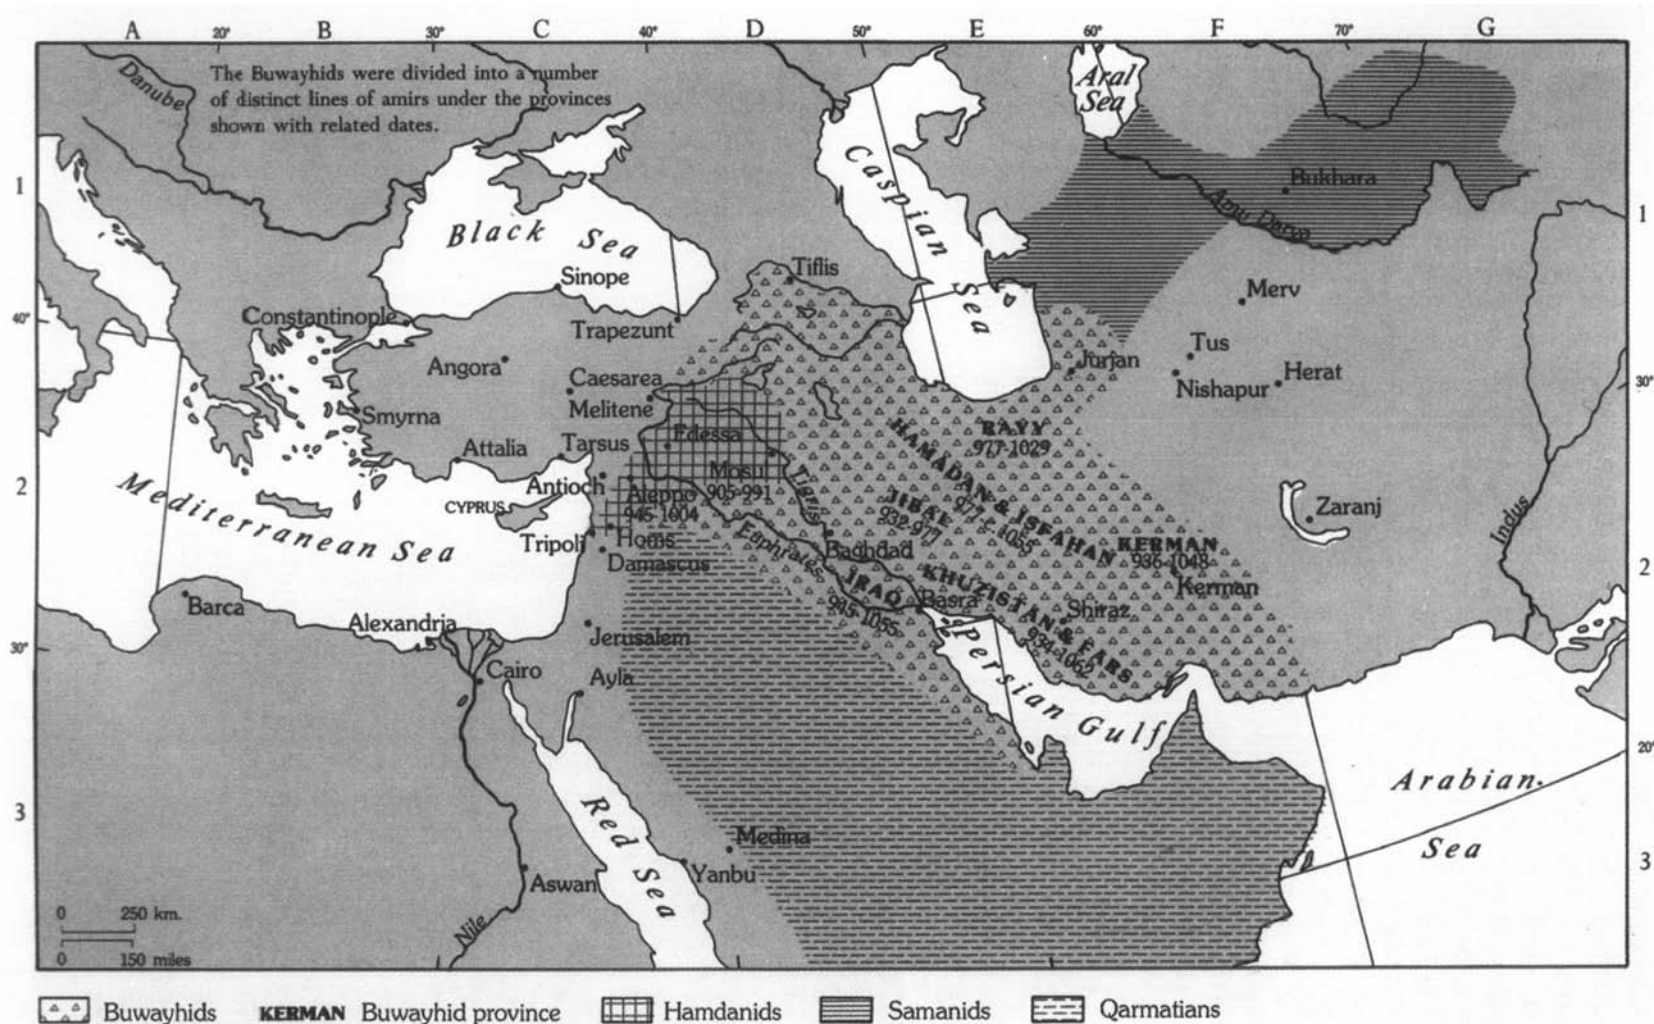 A B C D E F G
20° 30° 40° 50° 60° 70°
The Buwayhids were divided into a number
of distinct lines of amirs under the provinces
shown with related dates.
Danube
Aral
Sea
1
1
Caspian
Sea
Bukhara
Amu Darya
Black Sea
Sinope
Tiflis
Merv
40°
Constantinople
Trapezunt
Tus
Angora
Jurjan
Caesarea
Nishapur
Herat
30°
Melitene
Smyrna
RAYY
977-1029
Attalia
Tarsus
Edessa
HAMADAN & ISFAHAN
977-c.1055
2
Antioch
Mosul
905-991
Aleppo
945-1004
Tigris
JIBAL
932-977
Zaranj
Indus
Mediterranean Sea
CYPRUS
Tripoli
Homs
Euphrates
Baghdad
KERMAN
936-1048
Damascus
2
Kerman
Barca
IRAQ
945-1055
KHUZISTAN & FARS
934-1062
Basra
Shiraz
Alexandria
Jerusalem
30°
Cairo
Ayla
Persian Gulf
20°
3
Arabian
Sea
Red Sea
Medina
3
Yanbu
Aswan
0 250 km.
Nile
0 150 miles
Buwayhids KERMAN Buwayhid province Hamdanids Samanids Qarmatians